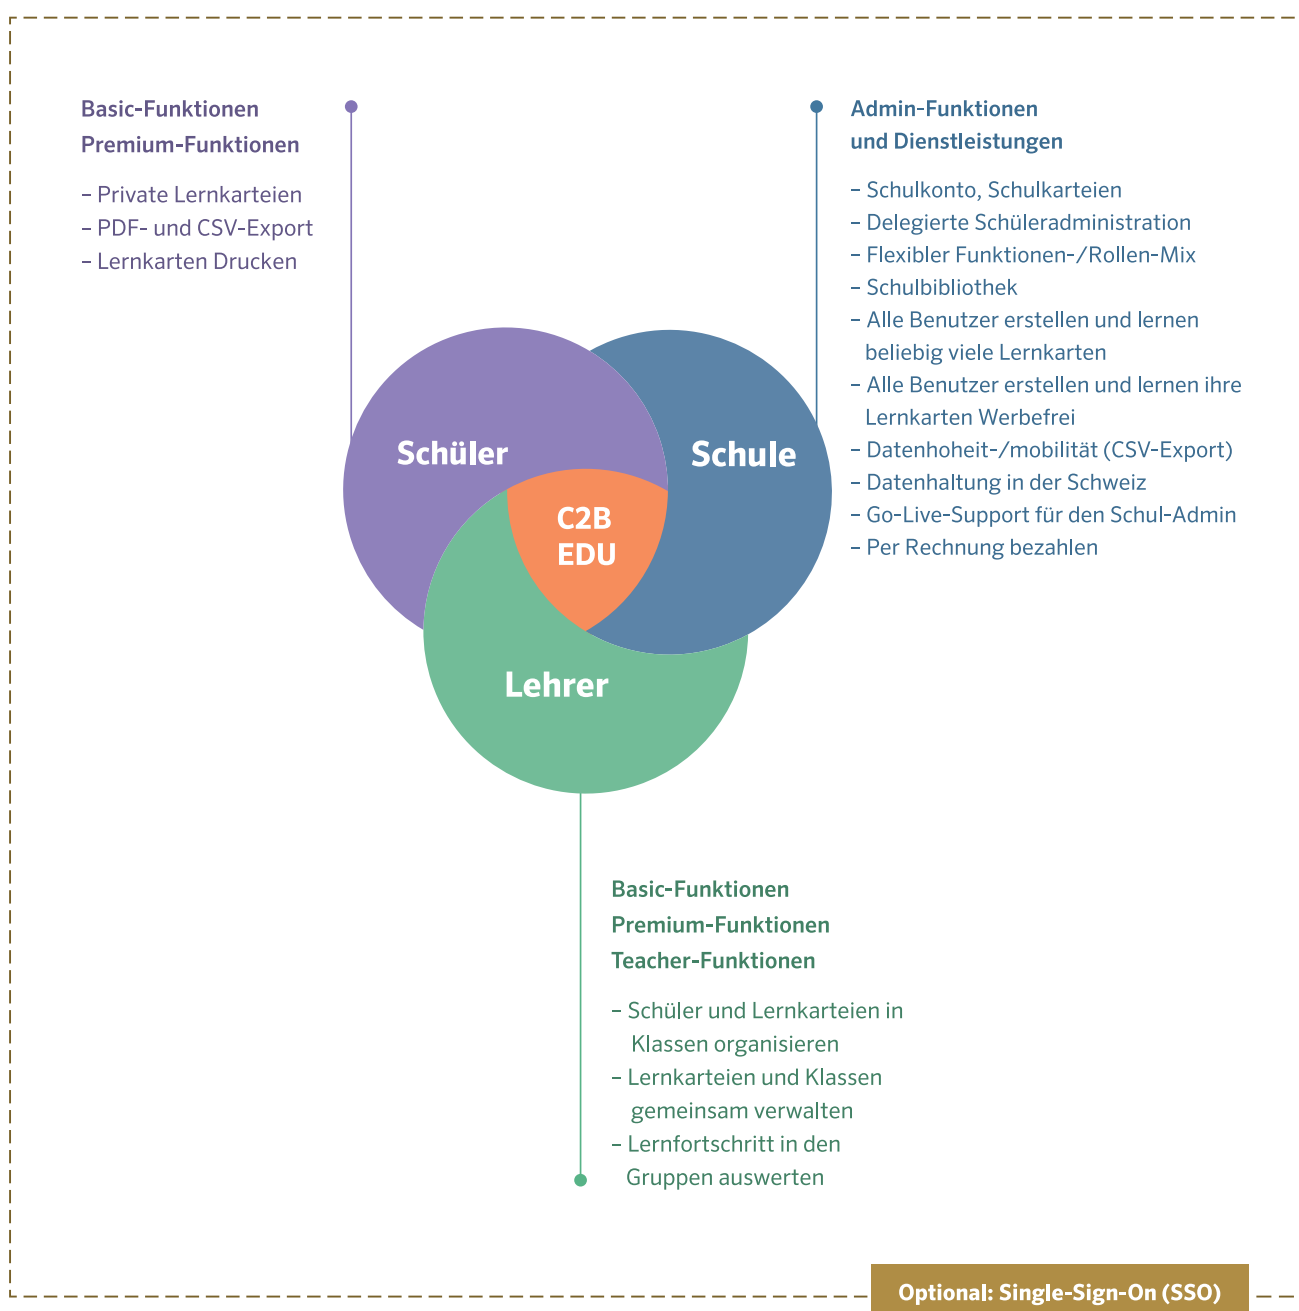 Basic-Funktionen
Premium-Funktionen
– Private Lernkarteien
– PDF- und CSV-Export
– Lernkarten Drucken
Admin-Funktionen
und Dienstleistungen
– Schulkonto, Schulkarteien
– Delegierte Schüleradministration
– Flexibler Funktionen-/Rollen-Mix
– Schulbibliothek
– Alle Benutzer erstellen und lernen
beliebig viele Lernkarten
– Alle Benutzer erstellen und lernen ihre
Lernkarten Werbefrei
– Datenhoheit-/mobilität (CSV-Export)
– Datenhaltung in der Schweiz
– Go-Live-Support für den Schul-Admin
– Per Rechnung bezahlen
Schüler
Schule
C2B
EDU
Lehrer
Basic-Funktionen
Premium-Funktionen
Teacher-Funktionen
– Schüler und Lernkarteien in
Klassen organisieren
– Lernkarteien und Klassen
gemeinsam verwalten
– Lernfortschritt in den
Gruppen auswerten
Optional: Single-Sign-On (SSO)